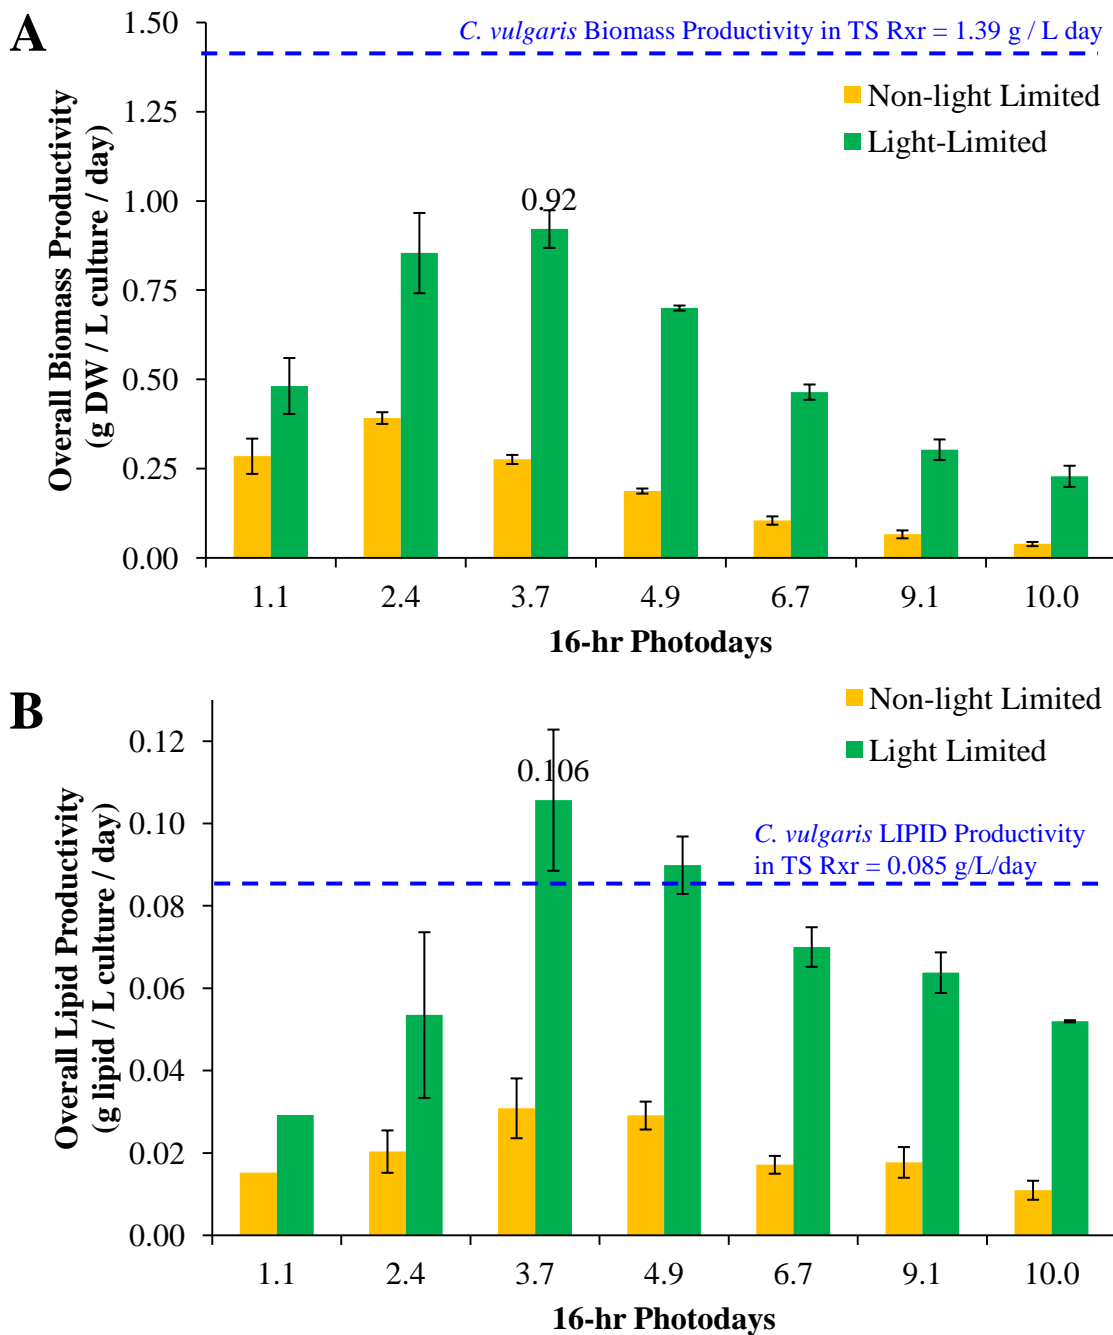 A
C. vulgaris Biomass Productivity in TS Rxr = 1.39 g / L day
Non-light Limited
Light-Limited
Overall Biomass Productivity
(g DW / L culture / day)
1.50
1.25
1.00
0.75
0.50
0.25
0.00
0.92
1.1 2.4 3.7 4.9 6.7 9.1 10.0
16-hr Photodays
B
Non-light Limited
Light Limited
C. vulgaris LIPID Productivity
in TS Rxr = 0.085 g/L/day
Overall Lipid Productivity
(g lipid / L culture / day)
0.12
0.10
0.08
0.06
0.04
0.02
0.00
0.106
1.1 2.4 3.7 4.9 6.7 9.1 10.0
16-hr Photodays